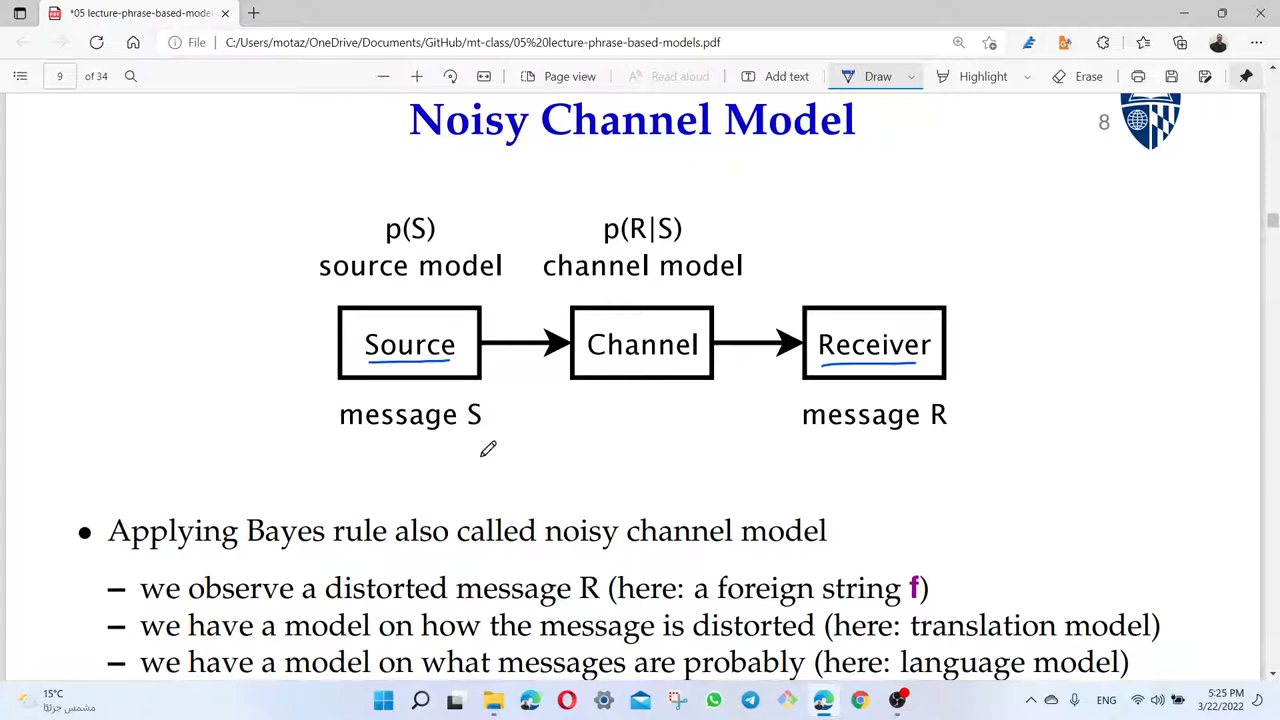 *05 lecture-phrase-based-model
File
C:/Users/motaz/OneDrive/Documents/GitHub/mt-class/05%20lecture-phrase-based-models.pdf
9 of 34
Page view
Read aloud
Add text
Draw
Highlight
Erase
Noisy Channel Model
8
p(S) p(R|S)
source model channel model
Source Channel Receiver
message S message R
• Applying Bayes rule also called noisy channel model
– we observe a distorted message R (here: a foreign string f)
– we have a model on how the message is distorted (here: translation model)
– we have a model on what messages are probably (here: language model)
15°C
مشمس جزئيًا
ENG
5:25 PM
3/22/2022